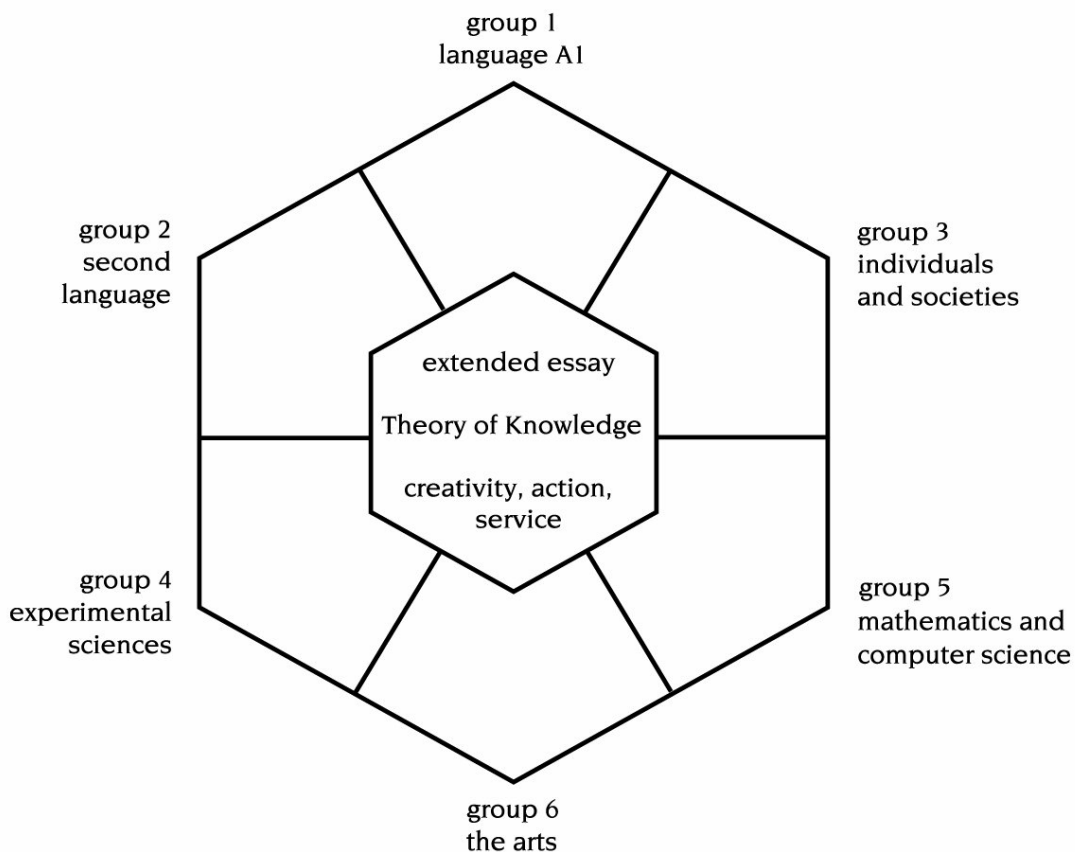 group 1
language A1
group 2
second
language
group 3
individuals
and societies
extended essay
Theory of Knowledge
creativity, action,
service
group 4
experimental
sciences
group 5
mathematics and
computer science
group 6
the arts